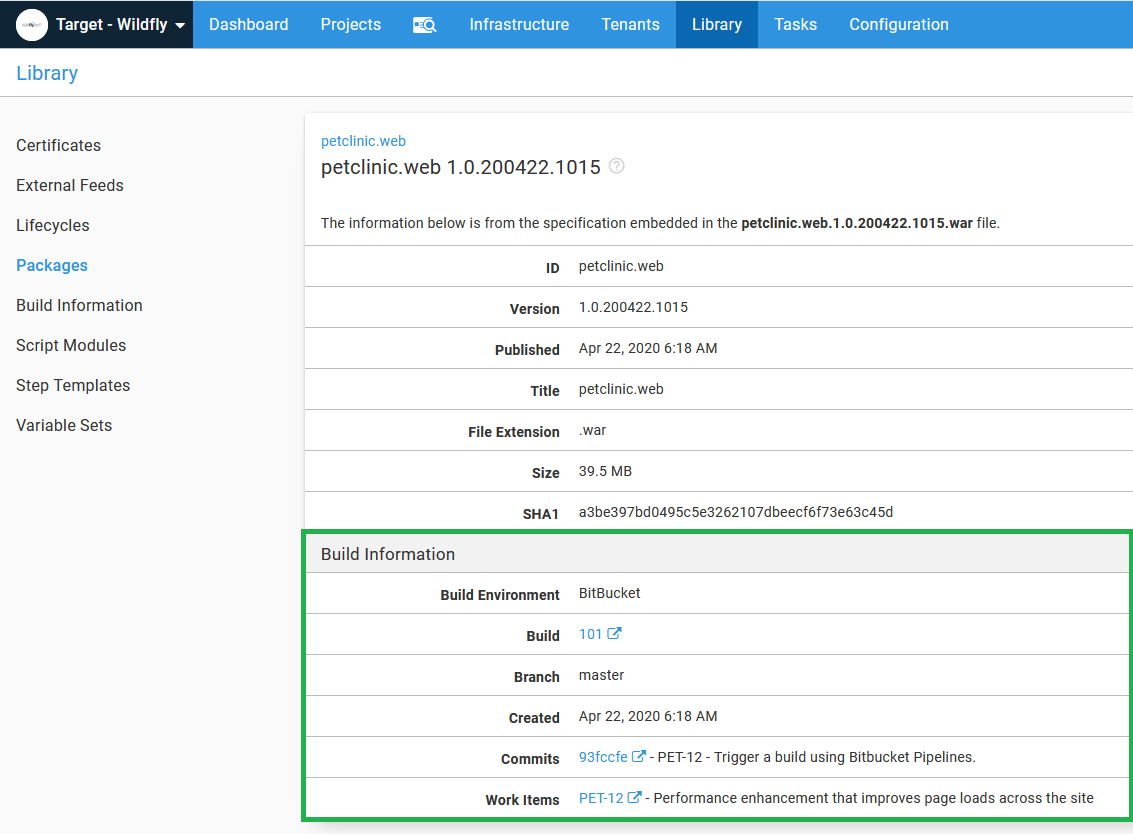 Target - Wildfly Dashboard Projects Infrastructure Tenants Library Tasks Configuration
Library
Certificates
External Feeds
Lifecycles
Packages
Build Information
Script Modules
Step Templates
Variable Sets
petclinic.web
petclinic.web 1.0.200422.1015 ?
The information below is from the specification embedded in the petclinic.web.1.0.200422.1015.war file.
ID petclinic.web
Version 1.0.200422.1015
Published Apr 22, 2020 6:18 AM
Title petclinic.web
File Extension .war
Size 39.5 MB
SHA1 a3be397bd0495c5e3262107dbeecf6f73e63c45d
Build Information
Build Environment BitBucket
Build 101
Branch master
Created Apr 22, 2020 6:18 AM
Commits 93fccfe - PET-12 - Trigger a build using Bitbucket Pipelines.
Work Items PET-12 - Performance enhancement that improves page loads across the site